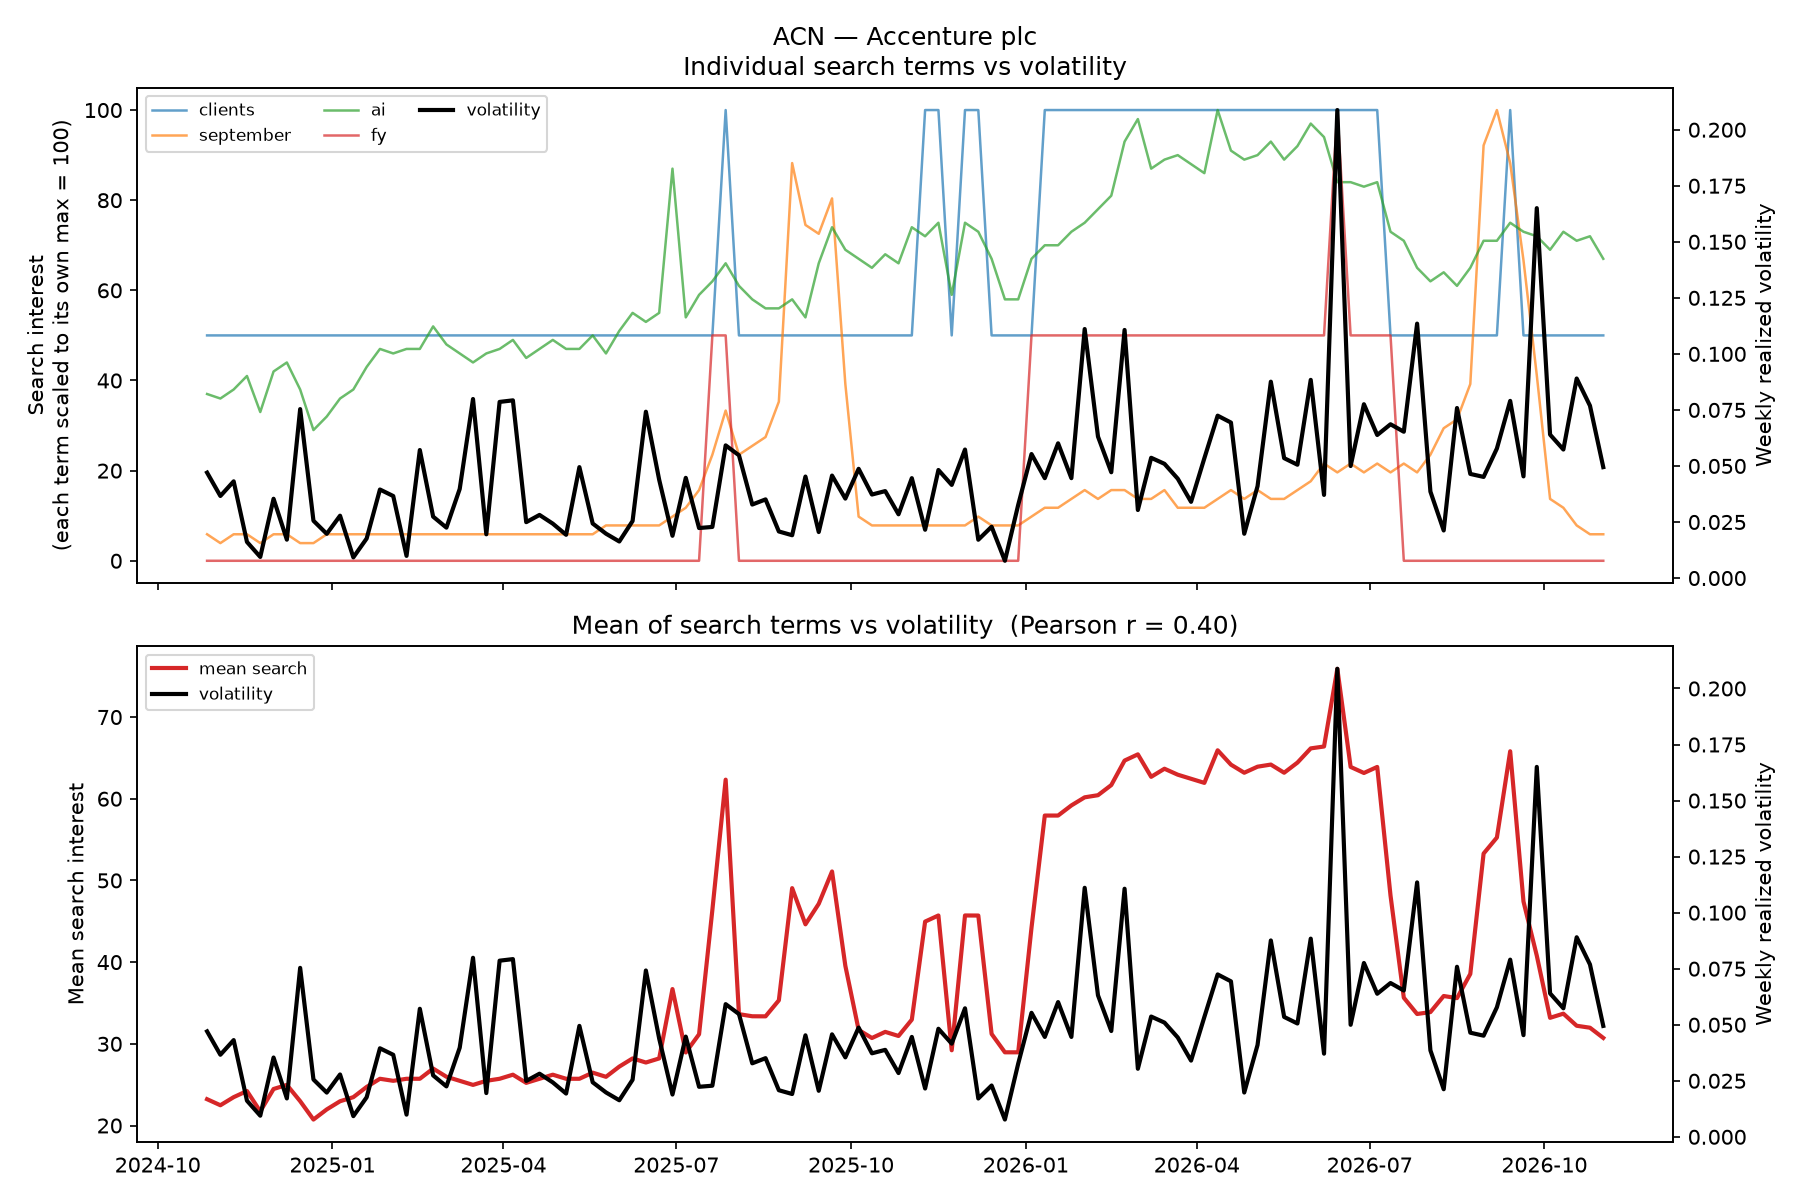 ACN — Accenture plc
Individual search terms vs volatility
clients
september
ai
fy
volatility
100
80
60
40
20
0
Search interest
(each term scaled to its own max = 100)
0.200
0.175
0.150
0.125
0.100
0.075
0.050
0.025
0.000
Weekly realized volatility
Mean of search terms vs volatility (Pearson r = 0.40)
mean search
volatility
70
60
50
40
30
20
Mean search interest
0.200
0.175
0.150
0.125
0.100
0.075
0.050
0.025
0.000
Weekly realized volatility
2024-10
2025-01
2025-04
2025-07
2025-10
2026-01
2026-04
2026-07
2026-10